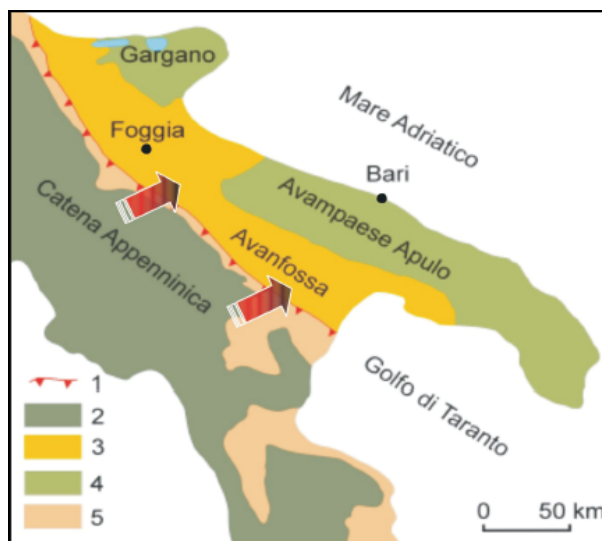 Gargano
Mare Adriatico
Foggia
Bari
Catena Appenninica
Avampaese Apulo
Avanfossa
Golfo di Taranto
1
2
3
4
5
0 50 km